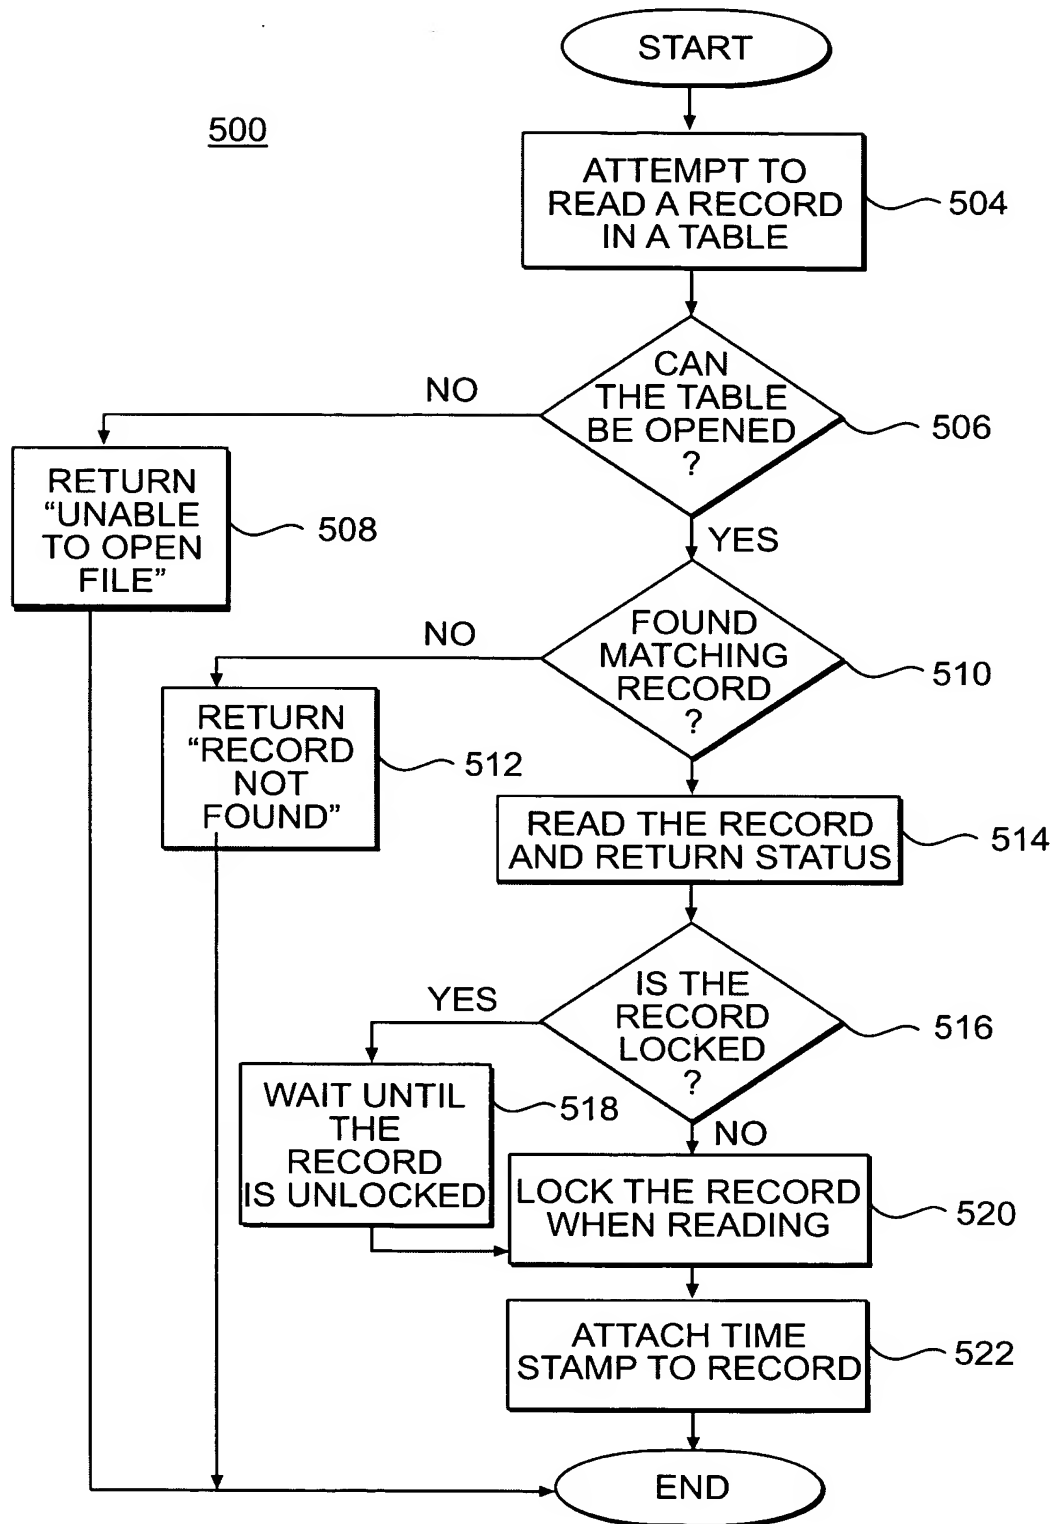 START
500
ATTEMPT TO
READ A RECORD
IN A TABLE
504
CAN
THE TABLE
BE OPENED
?
506
NO
RETURN
“UNABLE
TO OPEN
FILE”
508
YES
FOUND
MATCHING
RECORD
?
510
NO
RETURN
“RECORD
NOT
FOUND”
512
READ THE RECORD
AND RETURN STATUS
514
IS THE
RECORD
LOCKED
?
516
YES
WAIT UNTIL
THE
RECORD
IS UNLOCKED
518
NO
LOCK THE RECORD
WHEN READING
520
ATTACH TIME
STAMP TO RECORD
522
END